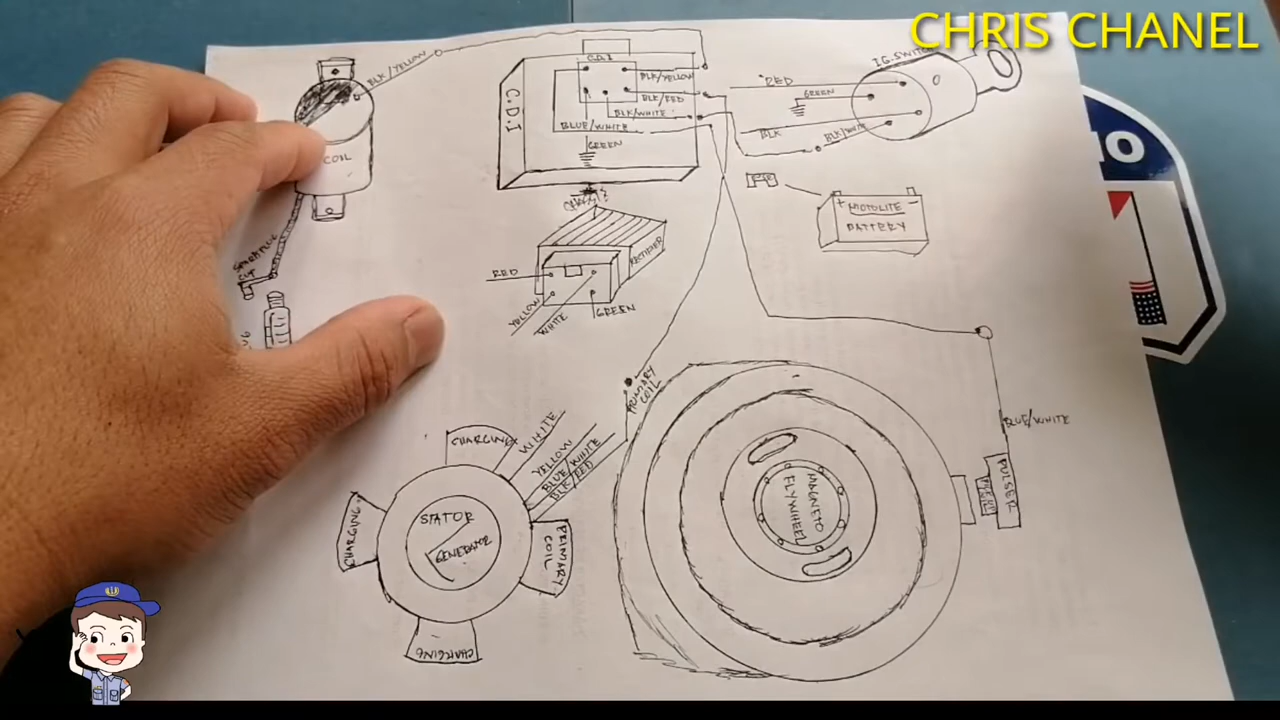 CHRIS CHANEL
BLK/YELLOW
COIL
C.D.I
C.D.I
BLK/YELLOW
BLK/RED
BLK/WHITE
BLUE/WHITE
GREEN
I.G. SWITCH
RED
GREEN
BLK
BLK/WHITE
+ MOTOLITE -
BATTERY
RECTIFIER
RED
YELLOW
WHITE
GREEN
PRIMARY
COIL
BLUE/WHITE
PULSER
CHARGING
WHITE
YELLOW
BLUE/WHITE
BLK/RED
STATOR
GENERATOR
CHARGING
PRIMARY
COIL
CHARGING
MAGNETO
FLYWHEEL